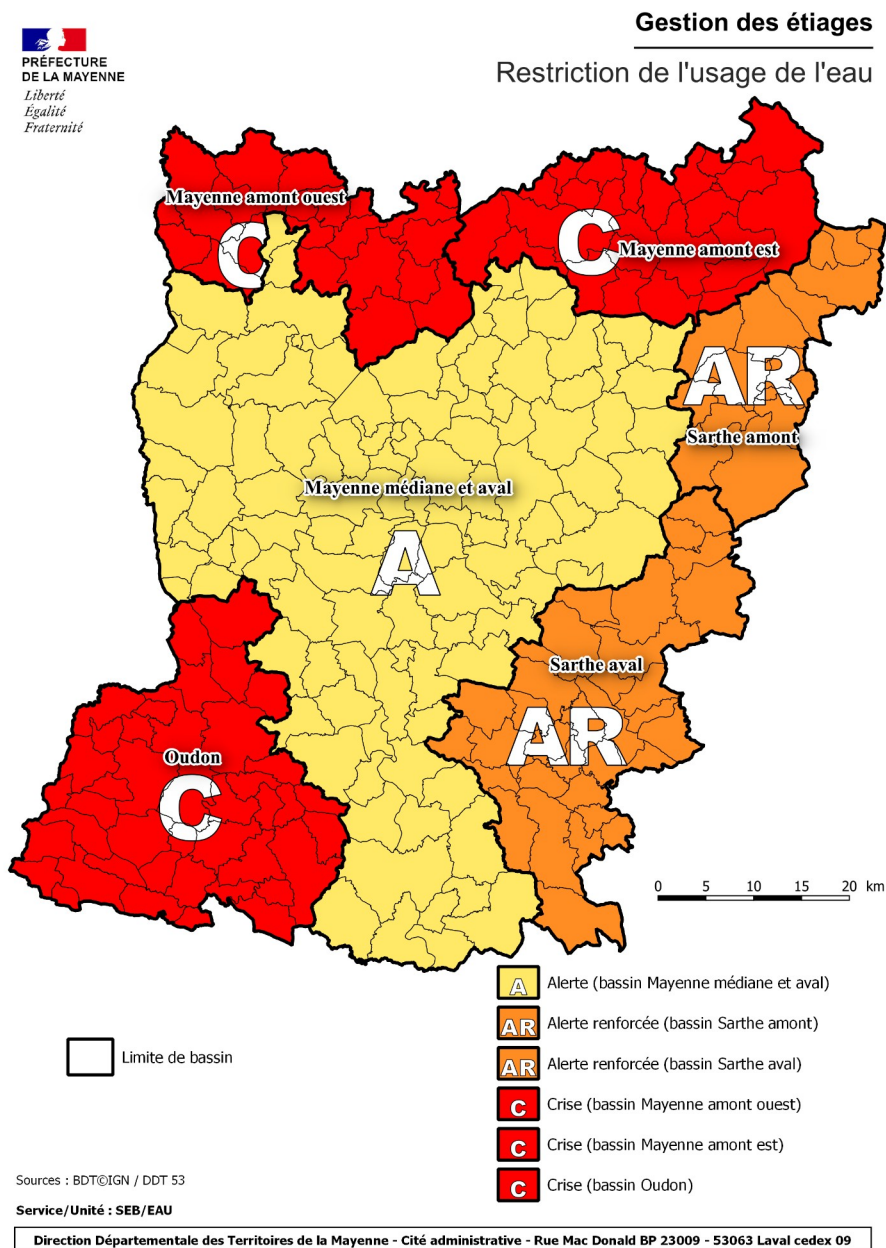 Gestion des étiages
Restriction de l'usage de l'eau
PRÉFECTURE
DE LA MAYENNE
Liberté
Égalité
Fraternité
Mayenne amont ouest
C
C
Mayenne amont est
AR
Sarthe amont
Mayenne médiane et aval
A
Sarthe aval
AR
Oudon
C
0 5 10 15 20 km
A Alerte (bassin Mayenne médiane et aval)
AR Alerte renforcée (bassin Sarthe amont)
AR Alerte renforcée (bassin Sarthe aval)
C Crise (bassin Mayenne amont ouest)
C Crise (bassin Mayenne amont est)
C Crise (bassin Oudon)
Limite de bassin
Sources : BDT©IGN / DDT 53
Service/Unité : SEB/EAU
Direction Départementale des Territoires de la Mayenne - Cité administrative - Rue Mac Donald BP 23009 - 53063 Laval cedex 09